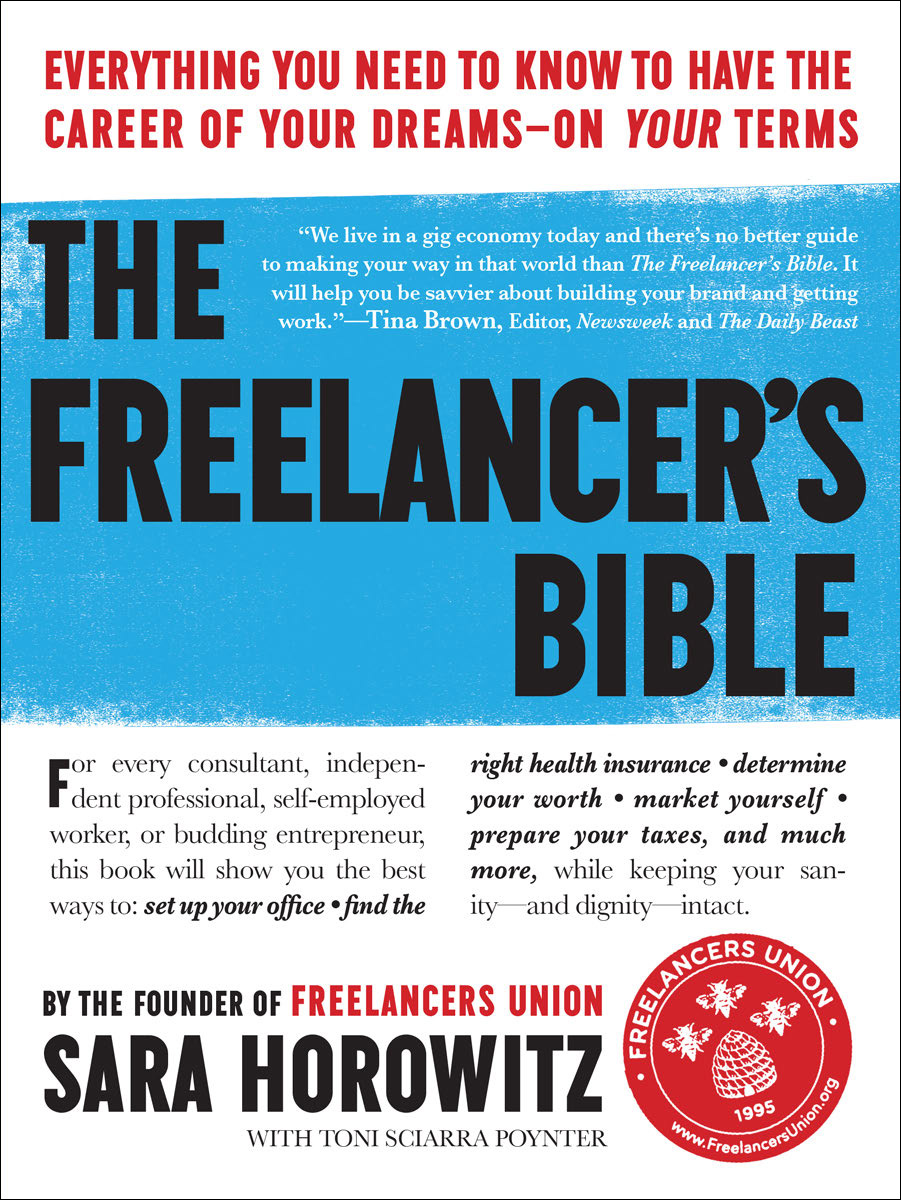 EVERYTHING YOU NEED TO KNOW TO HAVE THE
CAREER OF YOUR DREAMS—ON YOUR TERMS
THE
“We live in a gig economy today and there’s no better guide
to making your way in that world than The Freelancer’s Bible. It
will help you be savvier about building your brand and getting
work.”—Tina Brown, Editor, Newsweek and The Daily Beast
FREELANCER’S
BIBLE
For every consultant, indepen-
dent professional, self-employed
worker, or budding entrepreneur,
this book will show you the best
ways to: set up your office • find the
right health insurance • determine
your worth • market yourself •
prepare your taxes, and much
more, while keeping your san-
ity—and dignity—intact.
BY THE FOUNDER OF FREELANCERS UNION
SARA HOROWITZ
WITH TONI SCIARRA POYNTER
• FREELANCERS UNION •
1995
www.FreelancersUnion.org